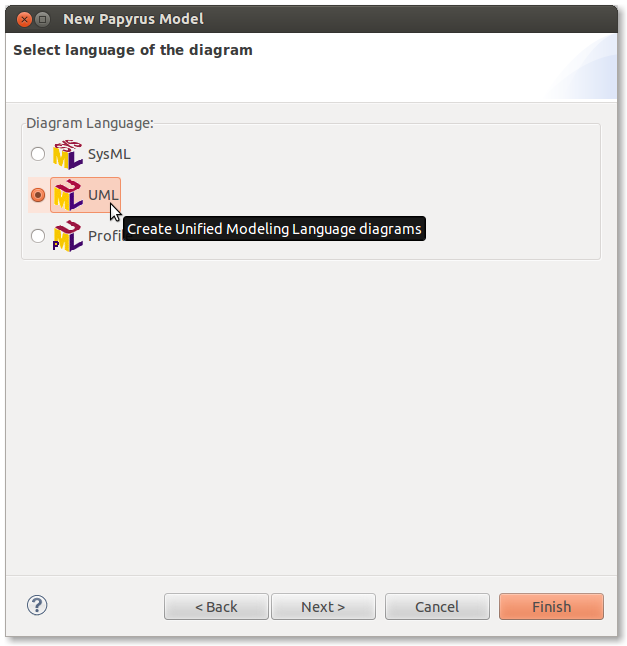 New Papyrus Model
Select language of the diagram
Diagram Language:
SysML
UML
Create Unified Modeling Language diagrams
< Back
Next >
Cancel
Finish